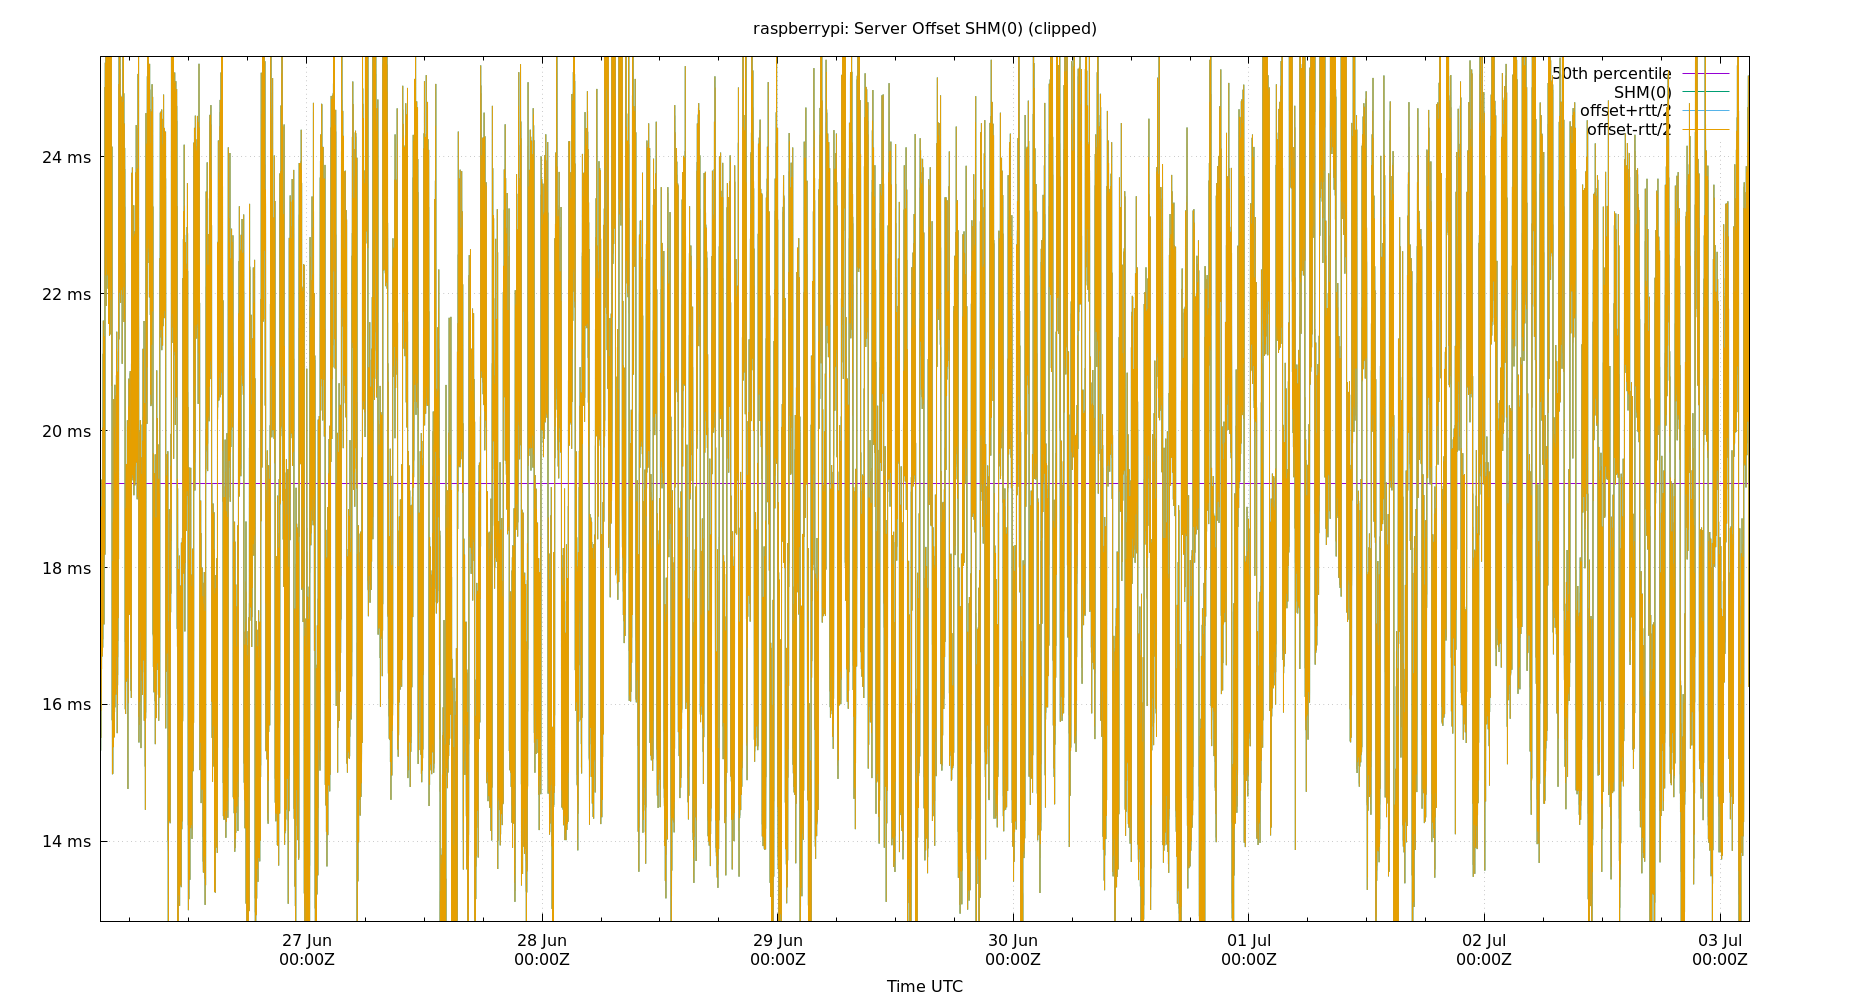 raspberrypi: Server Offset SHM(0) (clipped)
50th percentile
SHM(0)
offset+rtt/2
offset-rtt/2
24 ms
22 ms
20 ms
18 ms
16 ms
14 ms
27 Jun 28 Jun 29 Jun 30 Jun 01 Jul 02 Jul 03 Jul
00:00Z 00:00Z 00:00Z 00:00Z 00:00Z 00:00Z 00:00Z
Time UTC